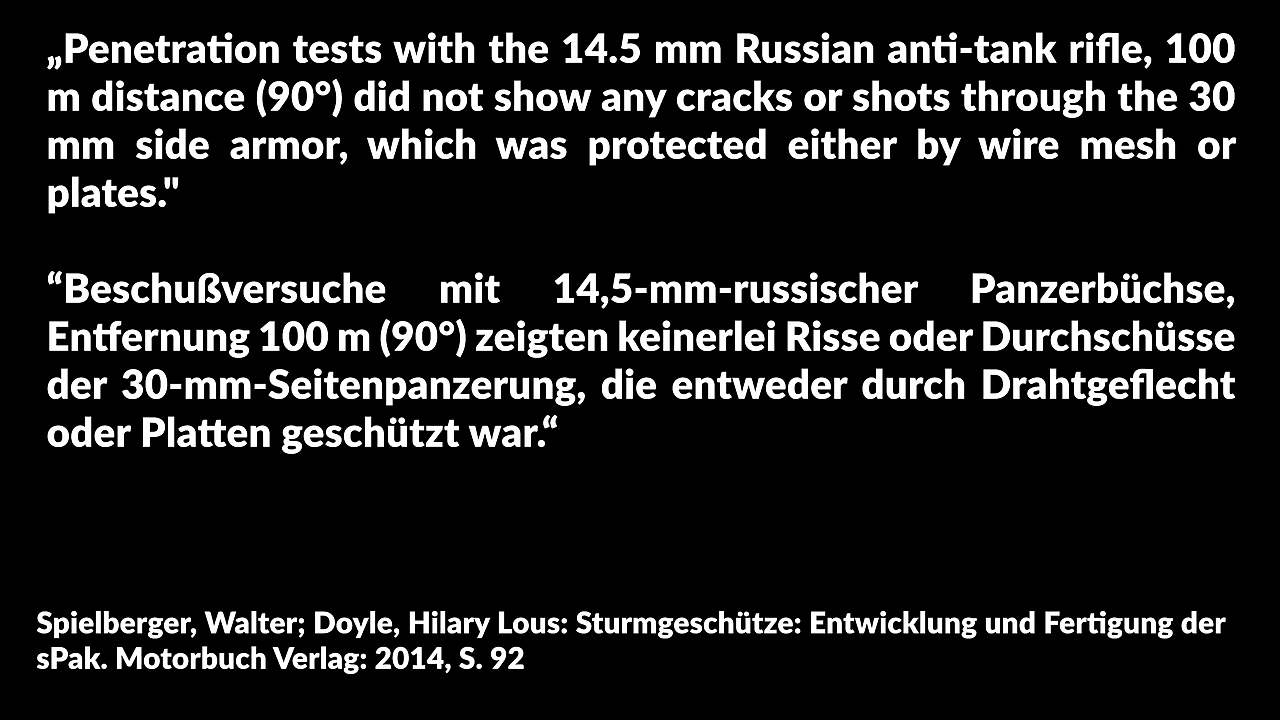 „Penetration tests with the 14.5 mm Russian anti-tank rifle, 100
m distance (90°) did not show any cracks or shots through the 30
mm side armor, which was protected either by wire mesh or
plates."
“Beschußversuche mit 14,5-mm-russischer Panzerbüchse,
Entfernung 100 m (90°) zeigten keinerlei Risse oder Durchschüsse
der 30-mm-Seitenpanzerung, die entweder durch Drahtgeflecht
oder Platten geschützt war.“
Spielberger, Walter; Doyle, Hilary Lous: Sturmgeschütze: Entwicklung und Fertigung der
sPak. Motorbuch Verlag: 2014, S. 92